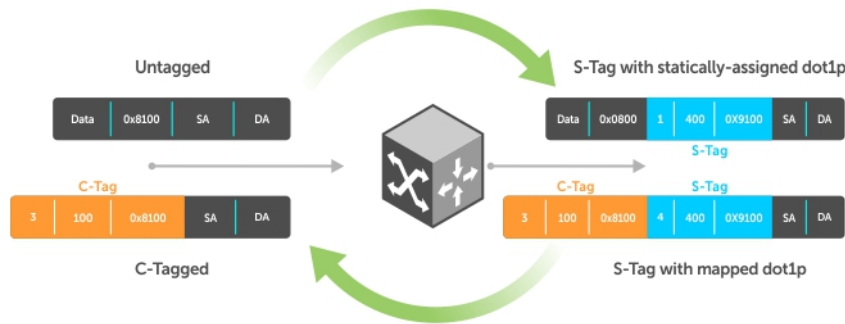 Untagged
Data 0x8100 SA DA
C-Tag
3 100 0x8100 SA DA
C-Tagged
S-Tag with statically-assigned dot1p
Data 0x0800 1 400 0X9100 SA DA
S-Tag
C-Tag S-Tag
3 100 0x8100 4 400 0X9100 SA DA
S-Tag with mapped dot1p